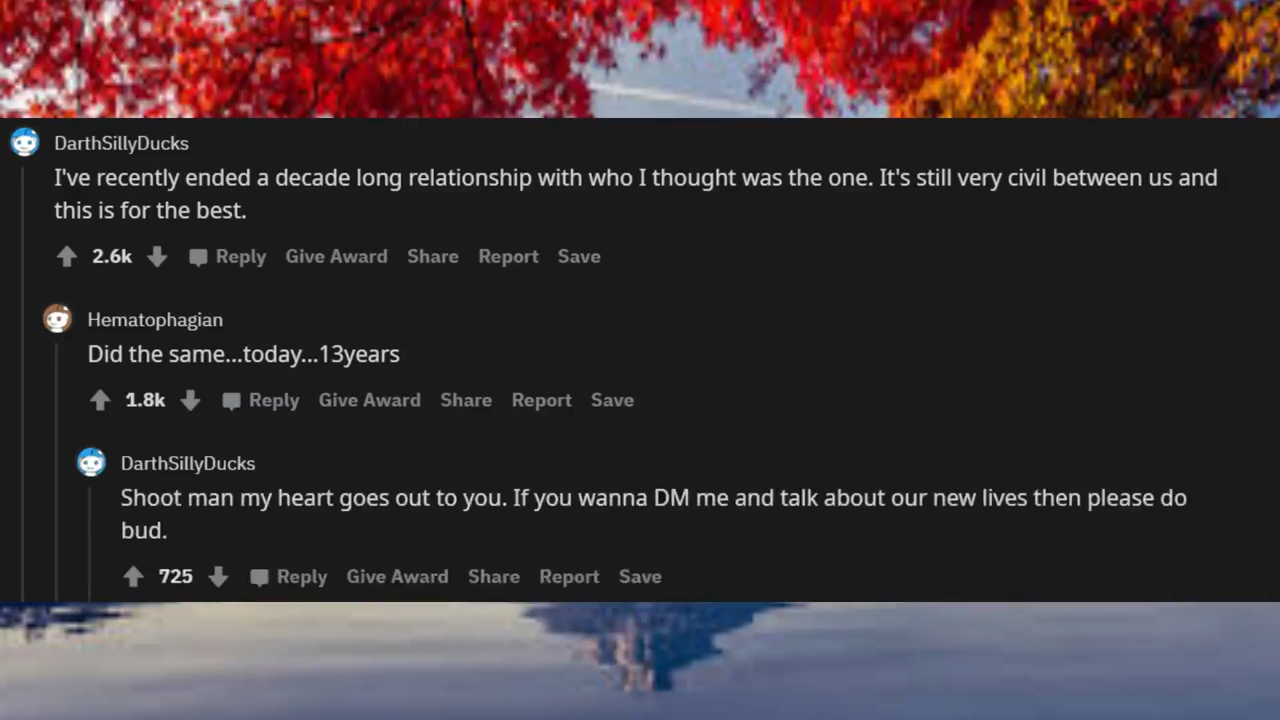 DarthSillyDucks
I've recently ended a decade long relationship with who I thought was the one. It's still very civil between us and
this is for the best.
2.6k Reply Give Award Share Report Save
Hematophagian
Did the same...today...13years
1.8k Reply Give Award Share Report Save
DarthSillyDucks
Shoot man my heart goes out to you. If you wanna DM me and talk about our new lives then please do
bud.
725 Reply Give Award Share Report Save